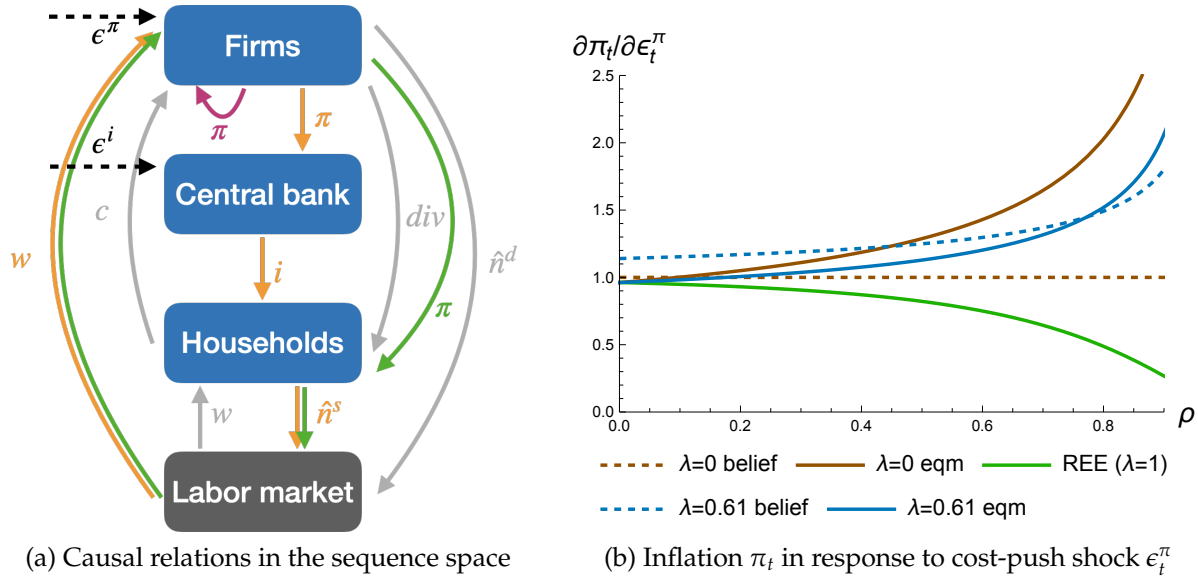 ϵ^π
Firms
π
π
ϵ^i
Central bank
c
div
w
n̂^d
i
π
Households
w
n̂^s
Labor market
(a) Causal relations in the sequence space
∂π_t/∂ϵ_t^π
2.5
2.0
1.5
1.0
0.5
0.0
0.0 0.2 0.4 0.6 0.8
ρ
λ=0 belief λ=0 eqm REE (λ=1)
λ=0.61 belief λ=0.61 eqm
(b) Inflation π_t in response to cost-push shock ϵ_t^π